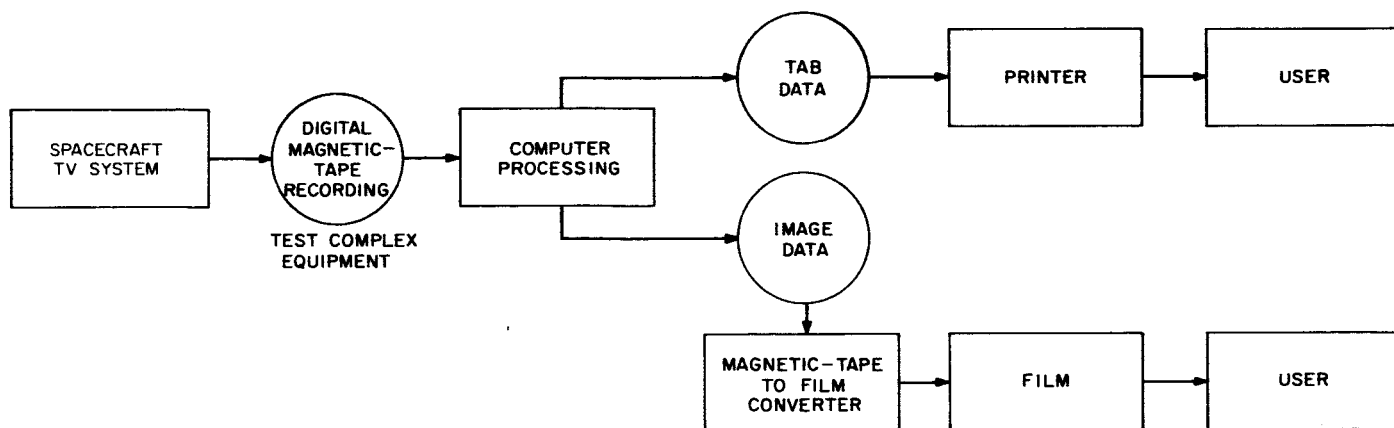 SPACECRAFT
TV SYSTEM
DIGITAL
MAGNETIC-
TAPE
RECORDING
TEST COMPLEX
EQUIPMENT
COMPUTER
PROCESSING
TAB
DATA
PRINTER
USER
IMAGE
DATA
MAGNETIC-TAPE
TO FILM
CONVERTER
FILM
USER